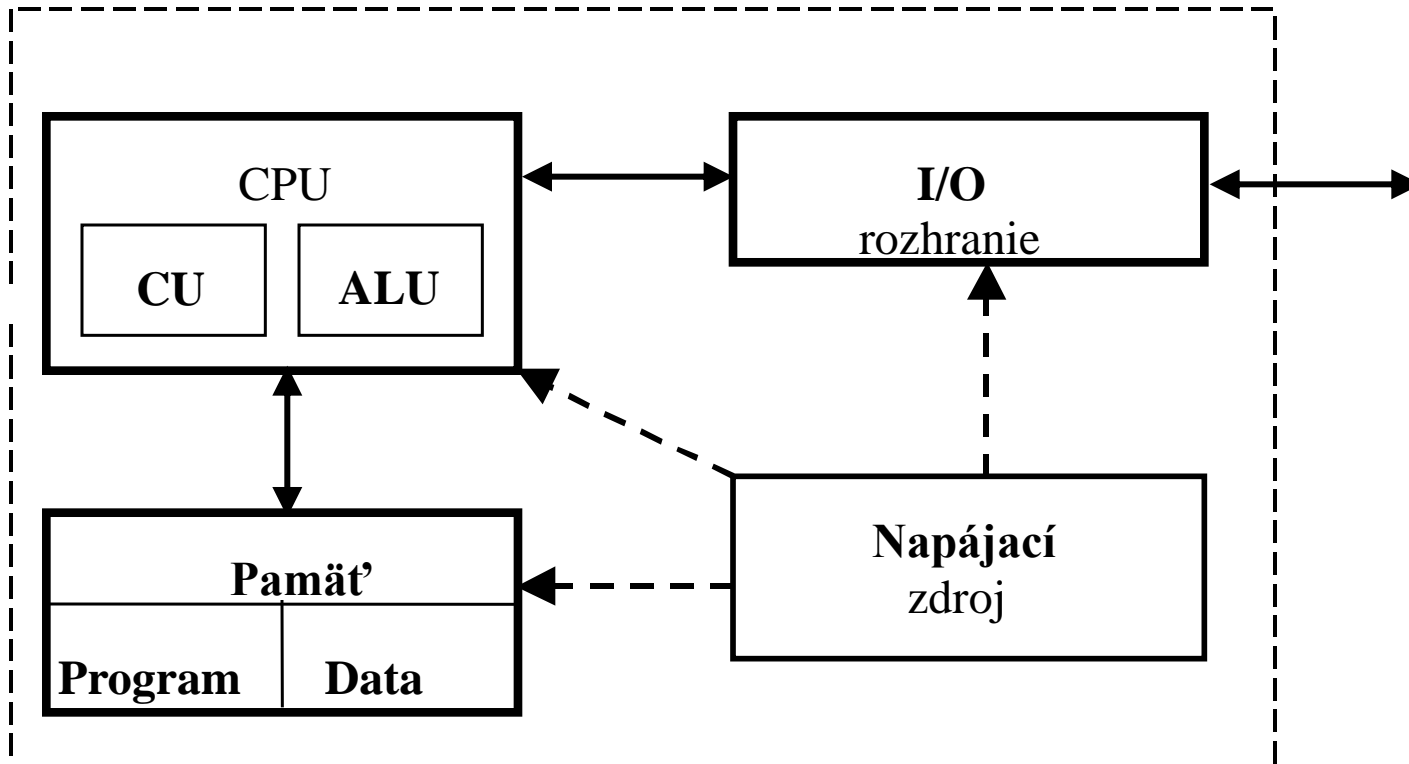 CPU
CU
ALU
I/O
rozhranie
Pamäť
Program
Data
Napájací
zdroj